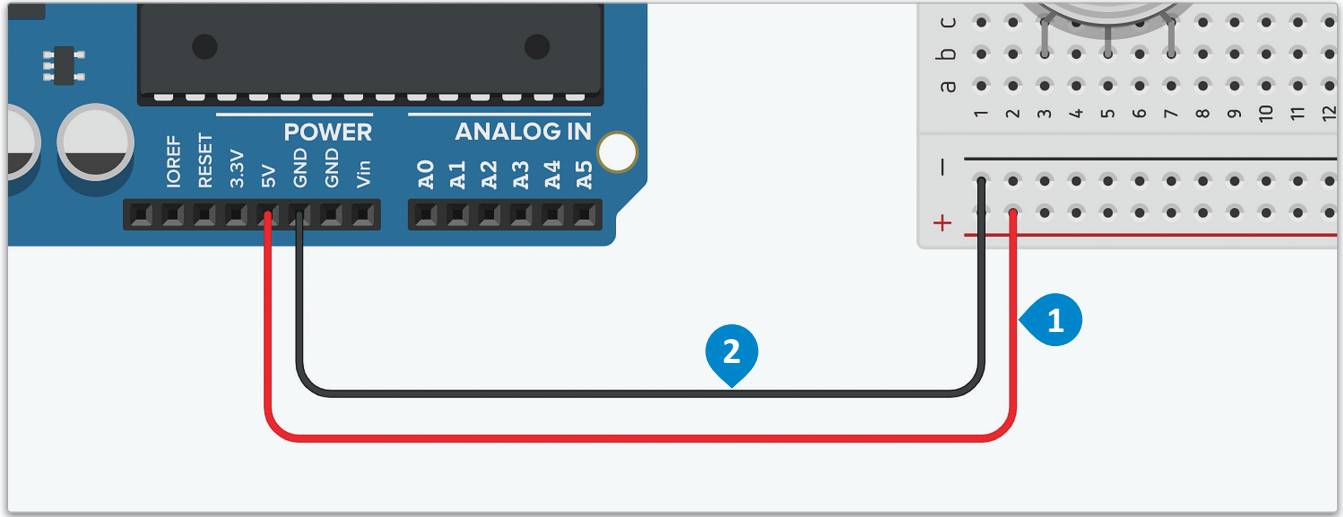 POWER
ANALOG IN
IOREF
RESET
3.3V
5V
GND
GND
Vin
A0
A1
A2
A3
A4
A5
c
b
a
1
2
3
4
5
6
7
8
9
10
11
12
−
+
1
2